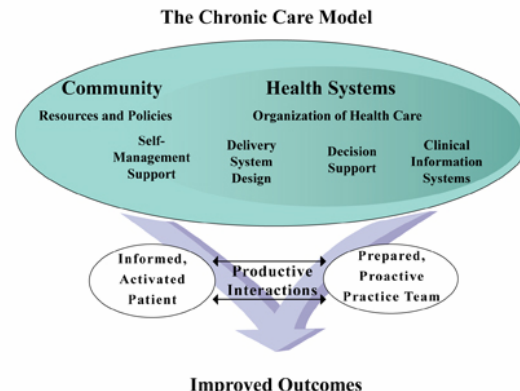 The Chronic Care Model
Community
Health Systems
Resources and Policies
Organization of Health Care
Self-
Management
Support
Delivery
System
Design
Decision
Support
Clinical
Information
Systems
Informed,
Activated
Patient
Productive
Interactions
Prepared,
Proactive
Practice Team
Improved Outcomes